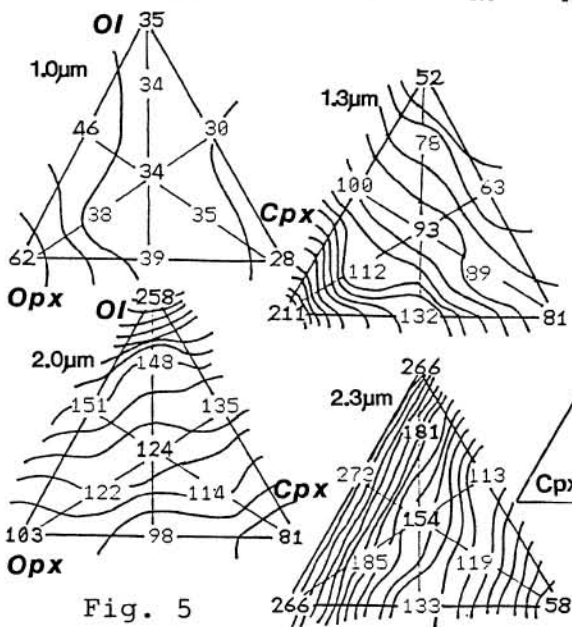 Ol 35
1.0μm
34
46 30
34
38 35
62 39 28
Opx
52
1.3μm
78
100 63
Cpx
93
112 89
211 132 81
Ol
258
2.0μm
148
151 135
124
122 114
Cpx
103 98 81
Opx
266
2.3μm
181
273 113
154
185 119
266 133 58
Cpx
Fig. 5